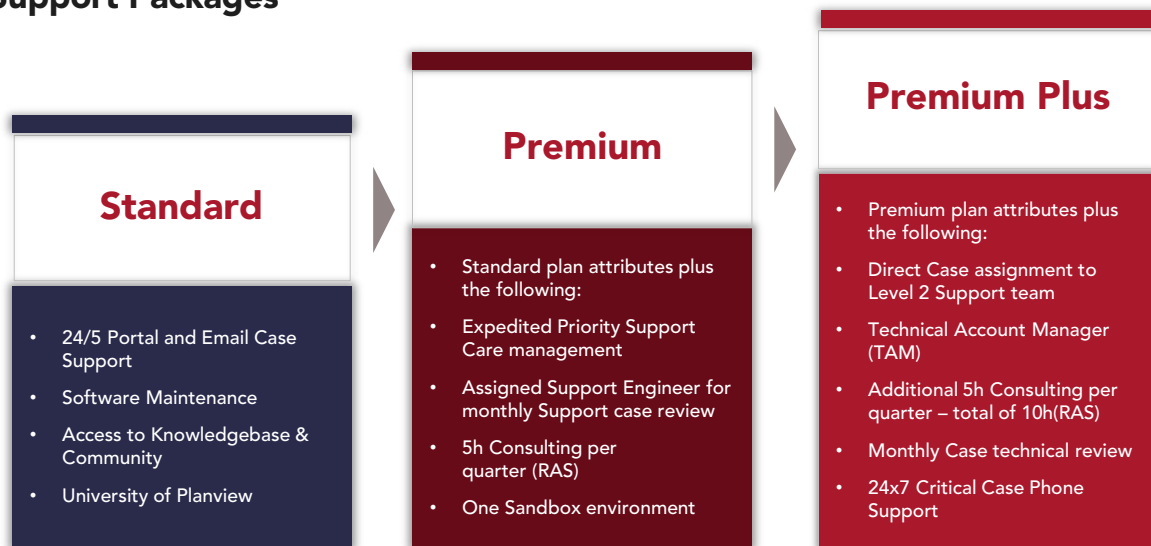 Support Packages
Standard
• 24/5 Portal and Email Case
Support
• Software Maintenance
• Access to Knowledgebase &
Community
• University of Planview
Premium
• Standard plan attributes plus
the following:
• Expedited Priority Support
Care management
• Assigned Support Engineer for
monthly Support case review
• 5h Consulting per
quarter (RAS)
• One Sandbox environment
Premium Plus
• Premium plan attributes plus
the following:
• Direct Case assignment to
Level 2 Support team
• Technical Account Manager
(TAM)
• Additional 5h Consulting per
quarter – total of 10h(RAS)
• Monthly Case technical review
• 24x7 Critical Case Phone
Support